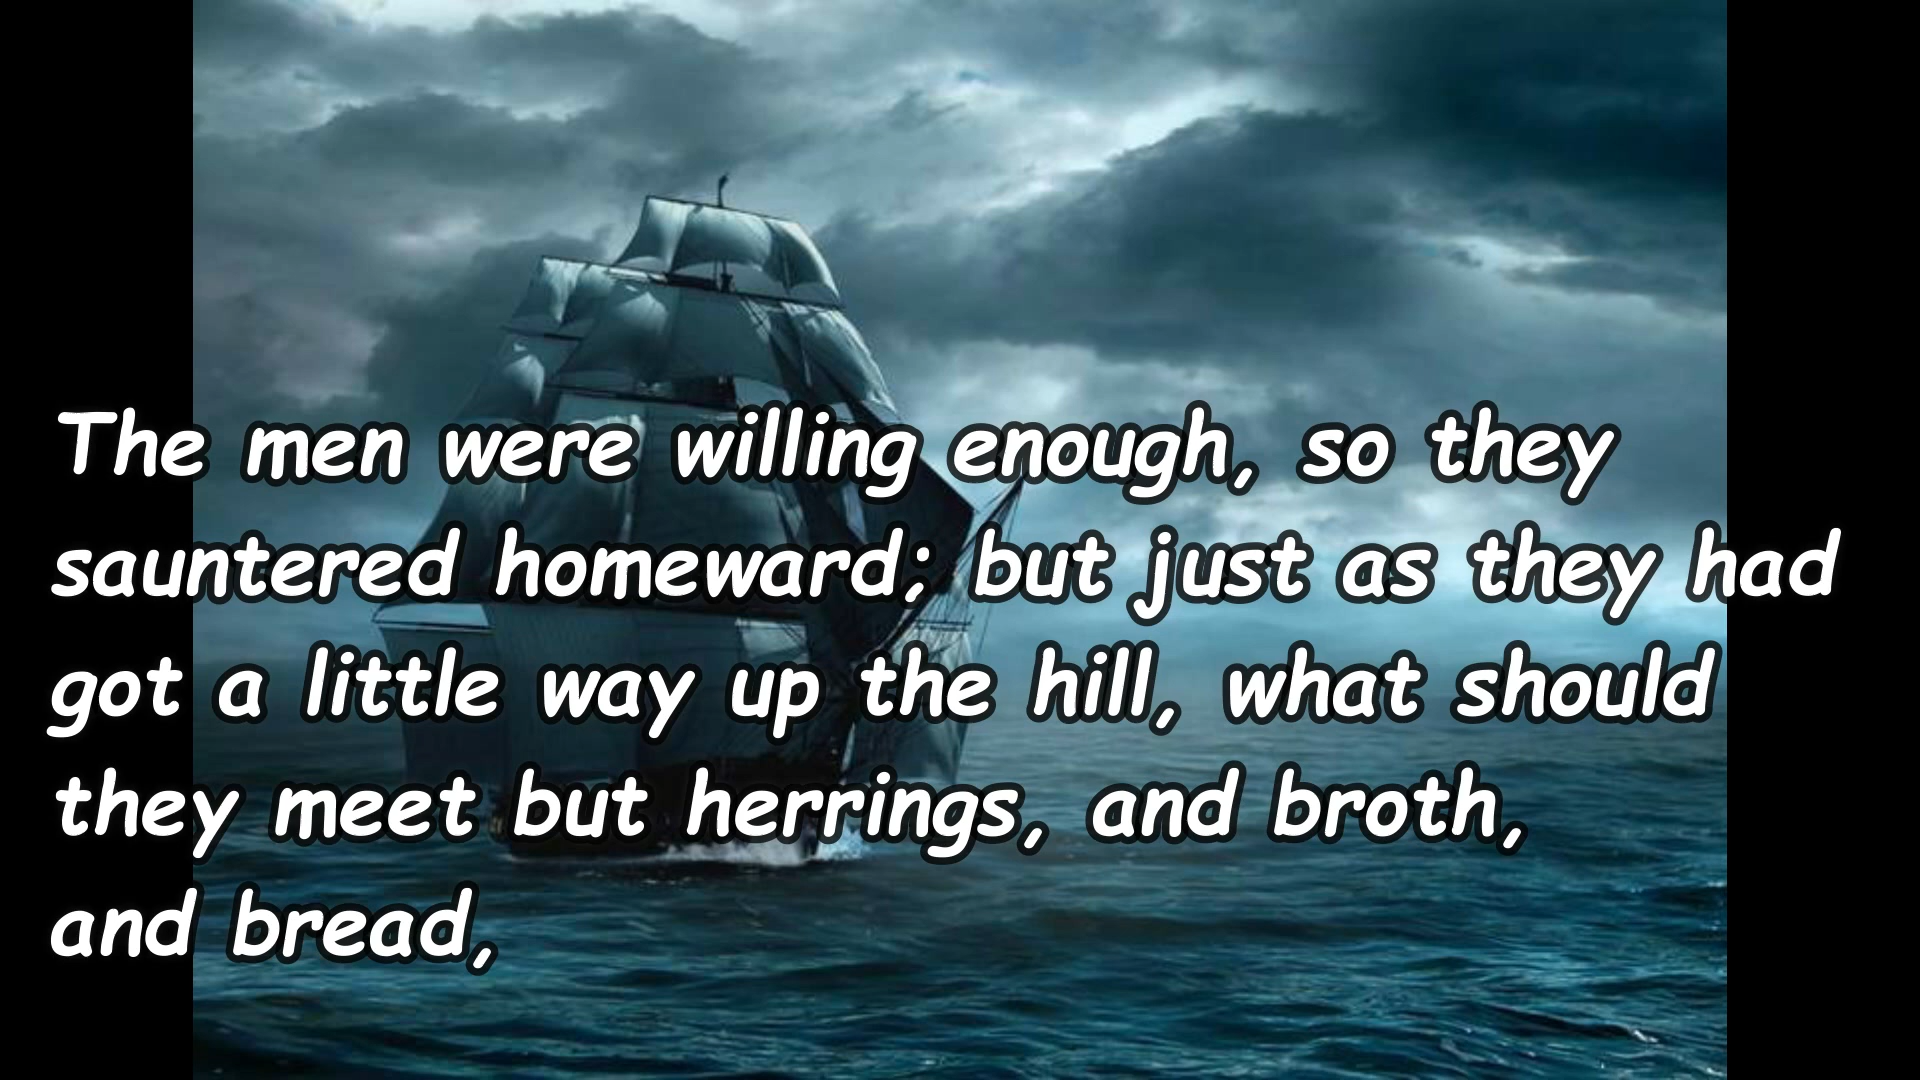 The men were willing enough, so they
sauntered homeward; but just as they had
got a little way up the hill, what should
they meet but herrings, and broth,
and bread,